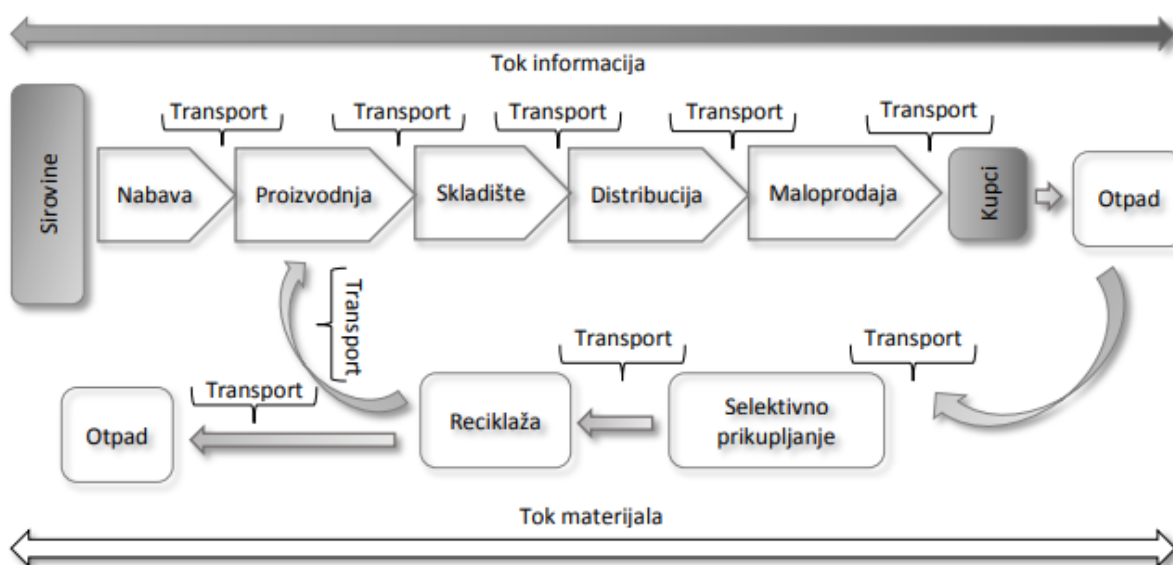 Tok informacija
Transport
Transport
Transport
Transport
Transport
Sirovine
Nabava
Proizvodnja
Skladište
Distribucija
Maloprodaja
Kupci
Otpad
Transport
Transport
Transport
Transport
Otpad
Reciklaža
Selektivno
prikupljanje
Tok materijala